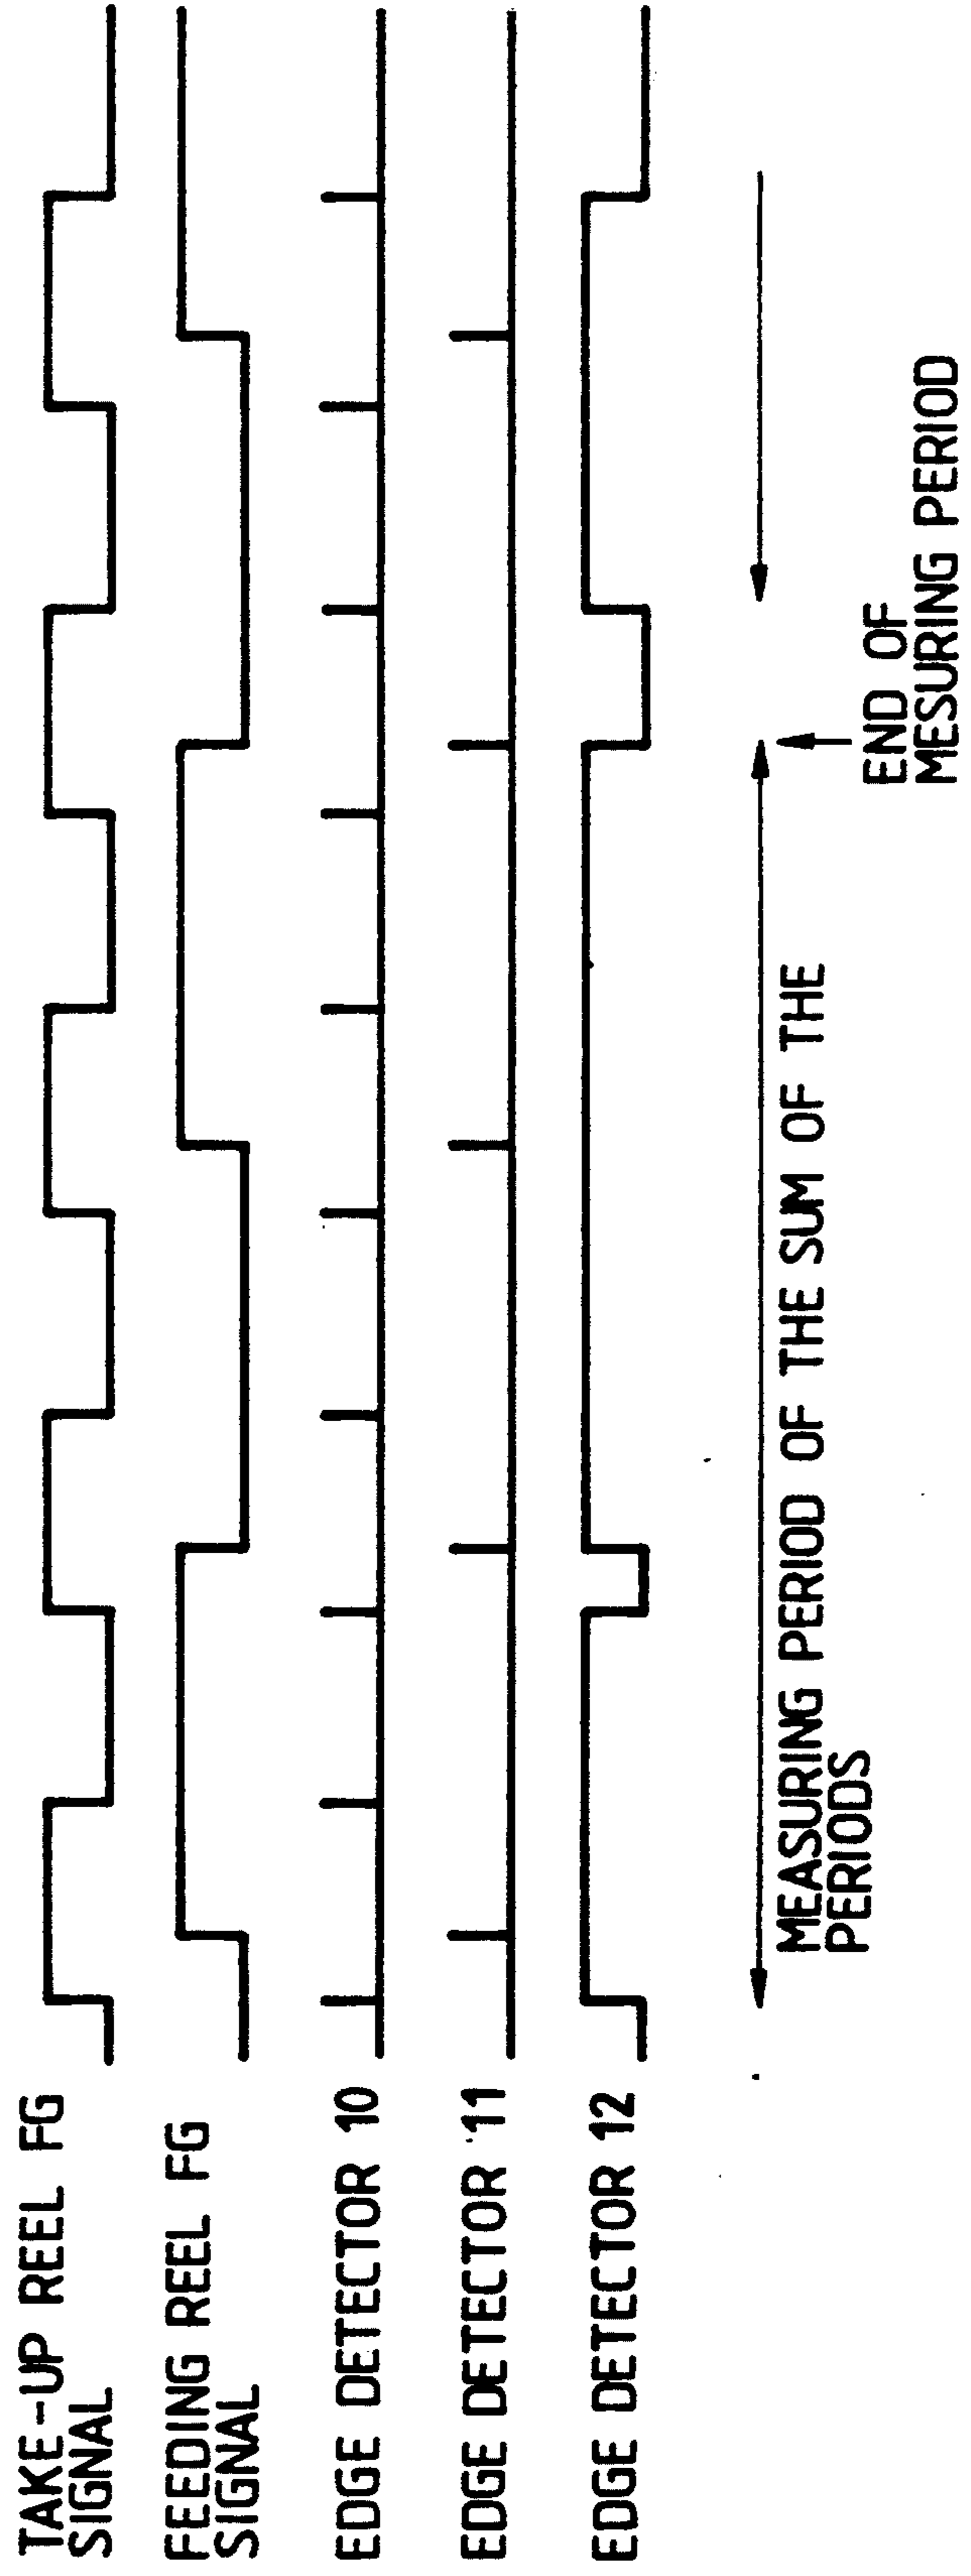 TAKE-UP REEL FG
SIGNAL
FEEDING REEL FG
SIGNAL
EDGE DETECTOR 10
EDGE DETECTOR 11
EDGE DETECTOR 12
MEASURING PERIOD OF THE SUM OF THE
PERIODS
END OF
MESURING PERIOD